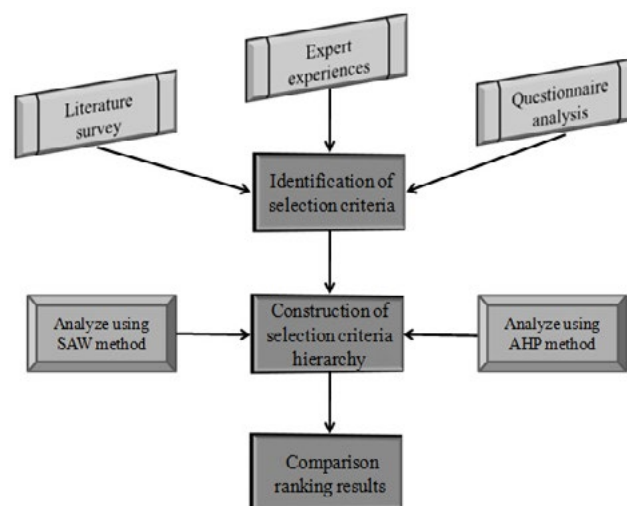 Expert
experiences
Literature
survey
Questionnaire
analysis
Identification of
selection criteria
Analyze using
SAW method
Construction of
selection criteria
hierarchy
Analyze using
AHP method
Comparison
ranking results